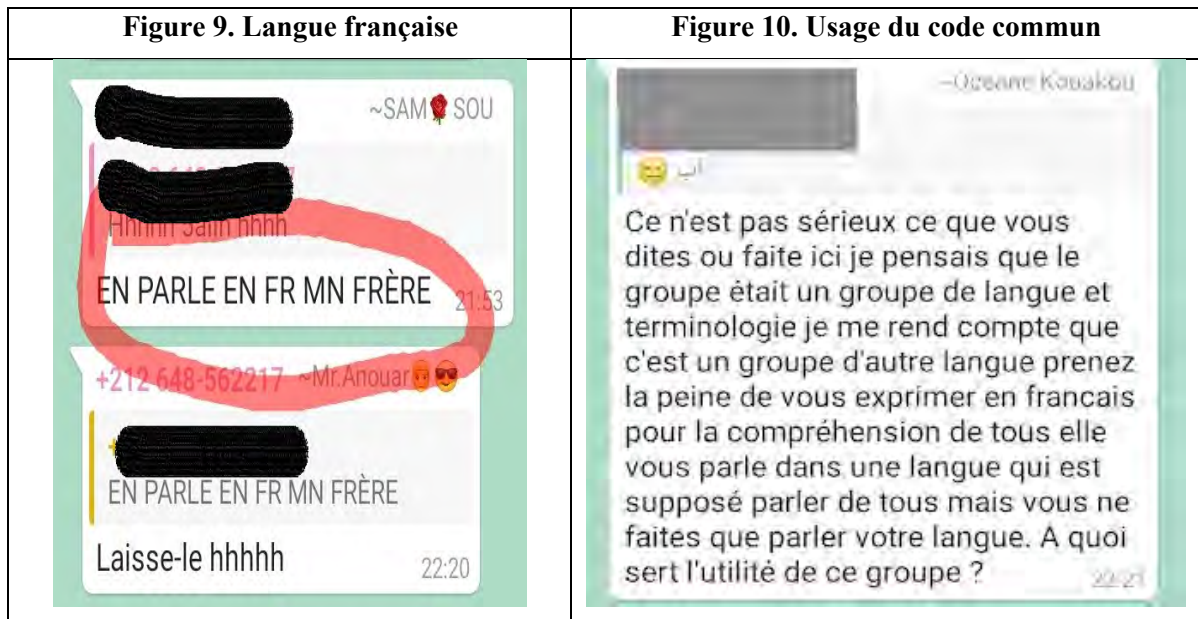 Figure 9. Langue française
~SAM🌹SOU
Hhhhh Jalin hhhh
EN PARLE EN FR MN FRÈRE 21:53
+212 648-562217 ~Mr.Anouar
EN PARLE EN FR MN FRÈRE
Laisse-le hhhhh 22:20
Figure 10. Usage du code commun
~Oceane Kouakou
اب
Ce n'est pas sérieux ce que vous
dites ou faite ici je pensais que le
groupe était un groupe de langue et
terminologie je me rend compte que
c'est un groupe d'autre langue prenez
la peine de vous exprimer en francais
pour la compréhension de tous elle
vous parle dans une langue qui est
supposé parler de tous mais vous ne
faites que parler votre langue. A quoi
sert l'utilité de ce groupe ? 22:21